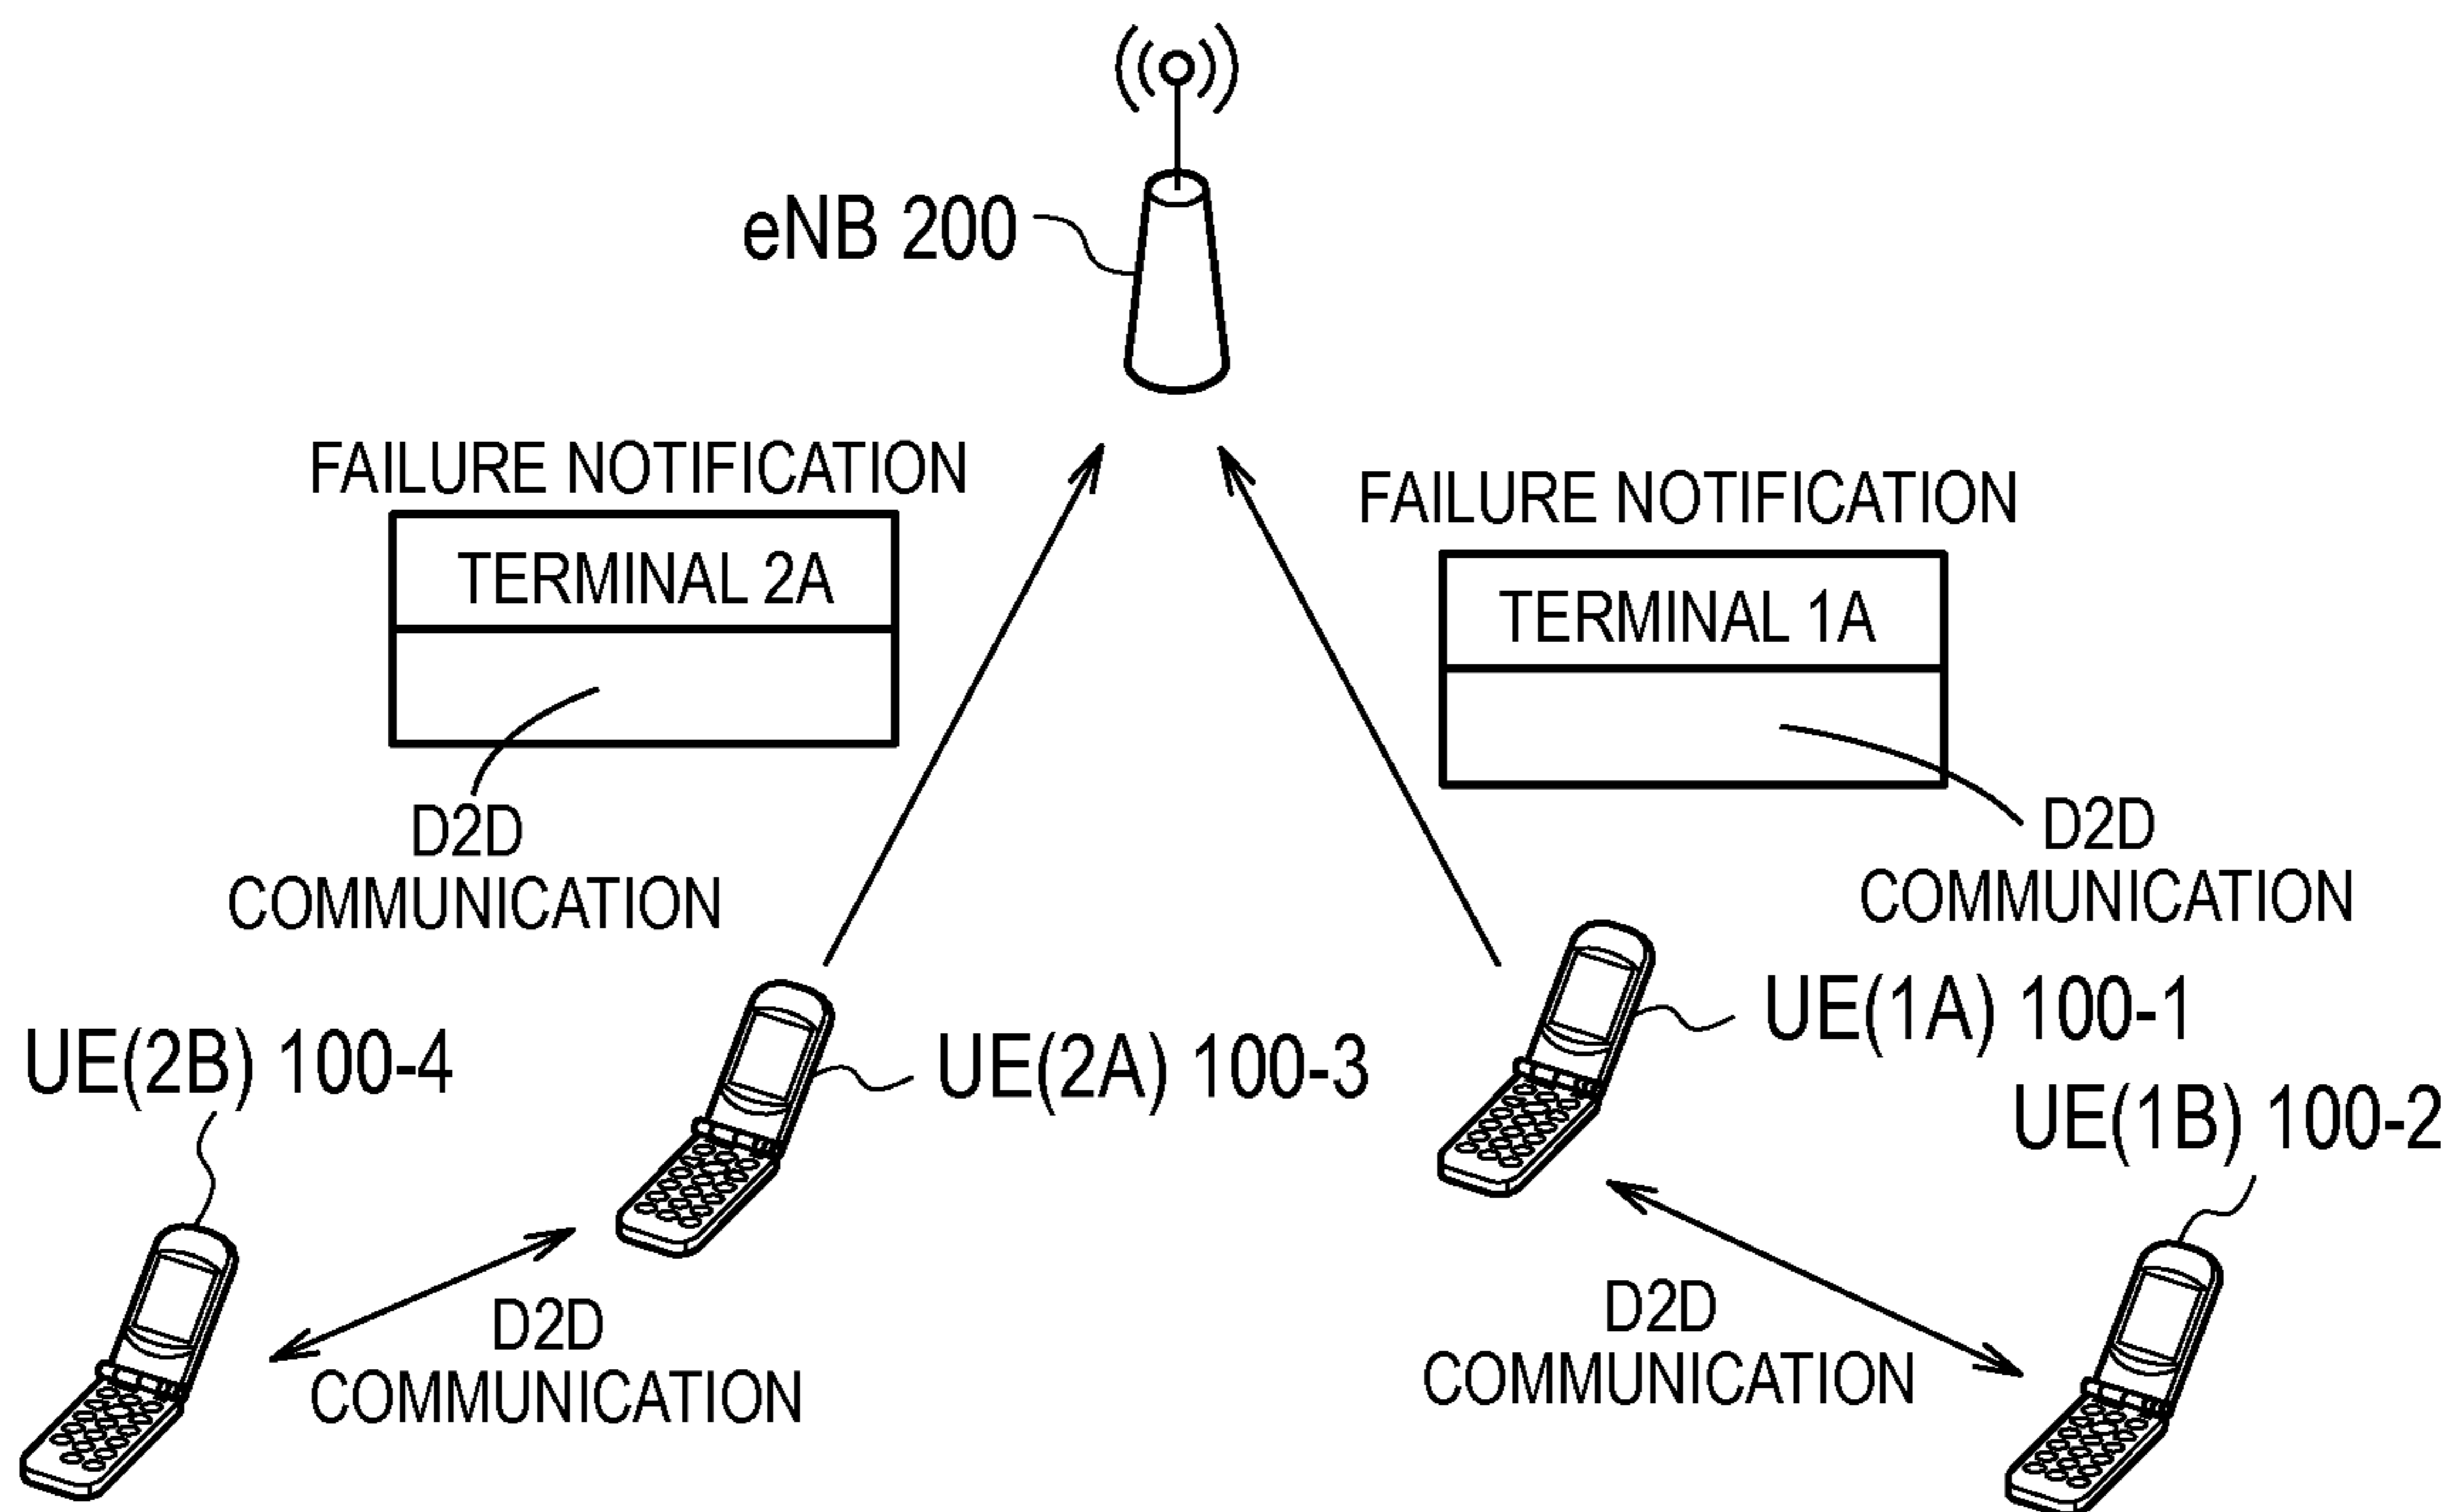 eNB 200
FAILURE NOTIFICATION
TERMINAL 2A
D2D
COMMUNICATION
FAILURE NOTIFICATION
TERMINAL 1A
D2D
COMMUNICATION
UE(2B) 100-4
UE(2A) 100-3
UE(1A) 100-1
UE(1B) 100-2
D2D
COMMUNICATION
D2D
COMMUNICATION